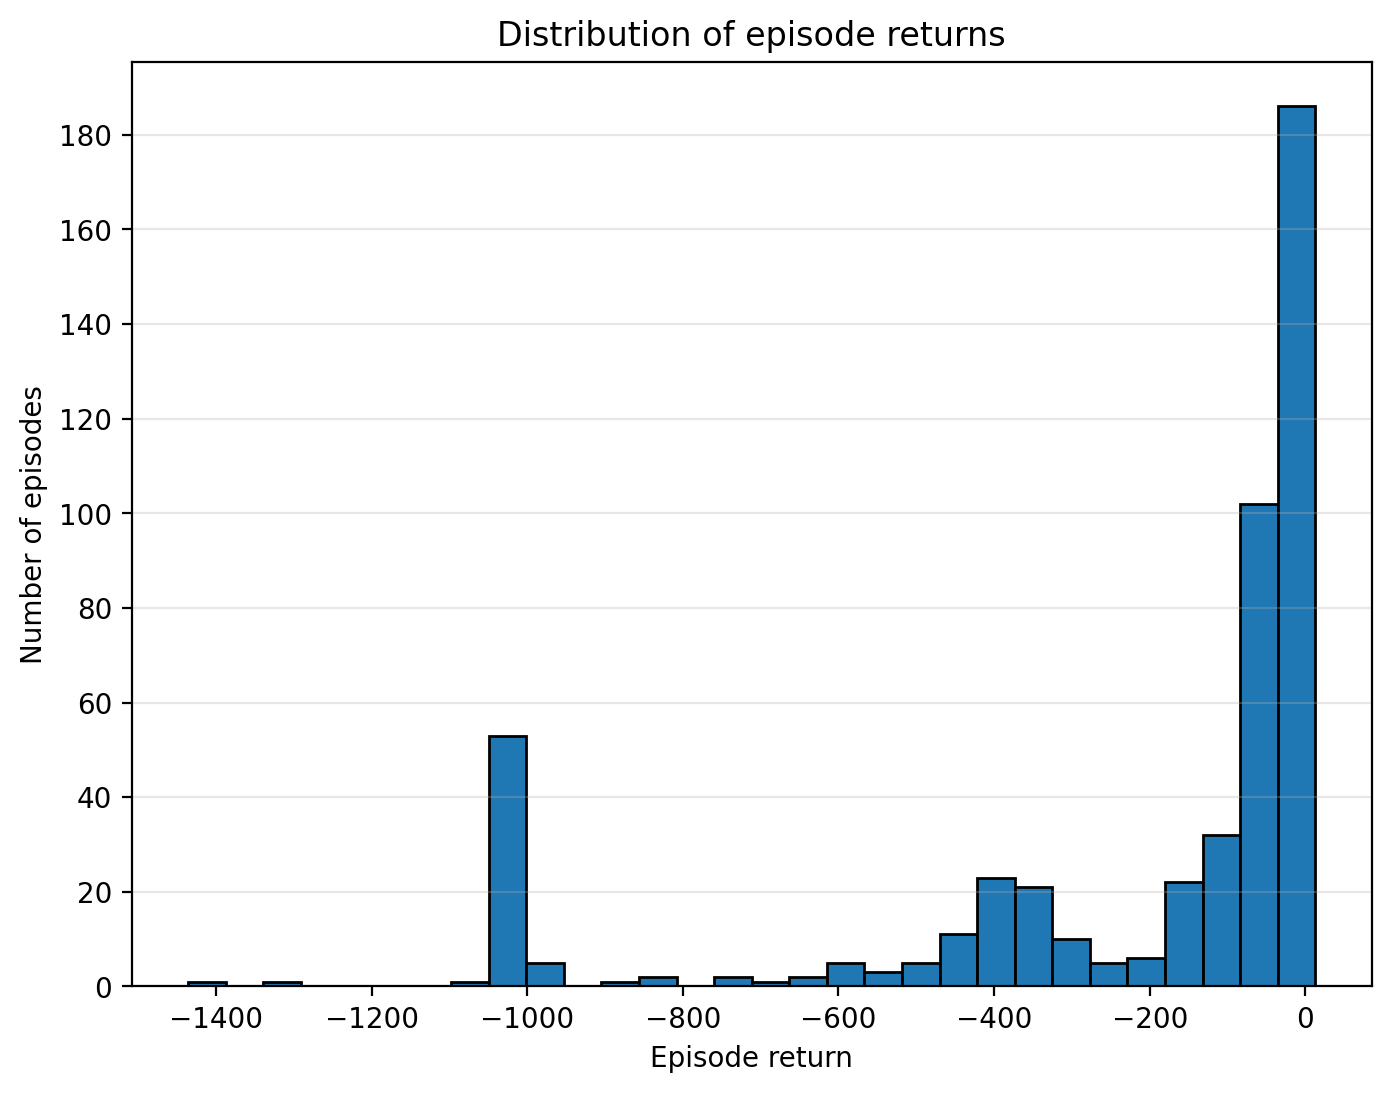 Distribution of episode returns
Number of episodes
180
160
140
120
100
80
60
40
20
0
−1400 −1200 −1000 −800 −600 −400 −200 0
Episode return